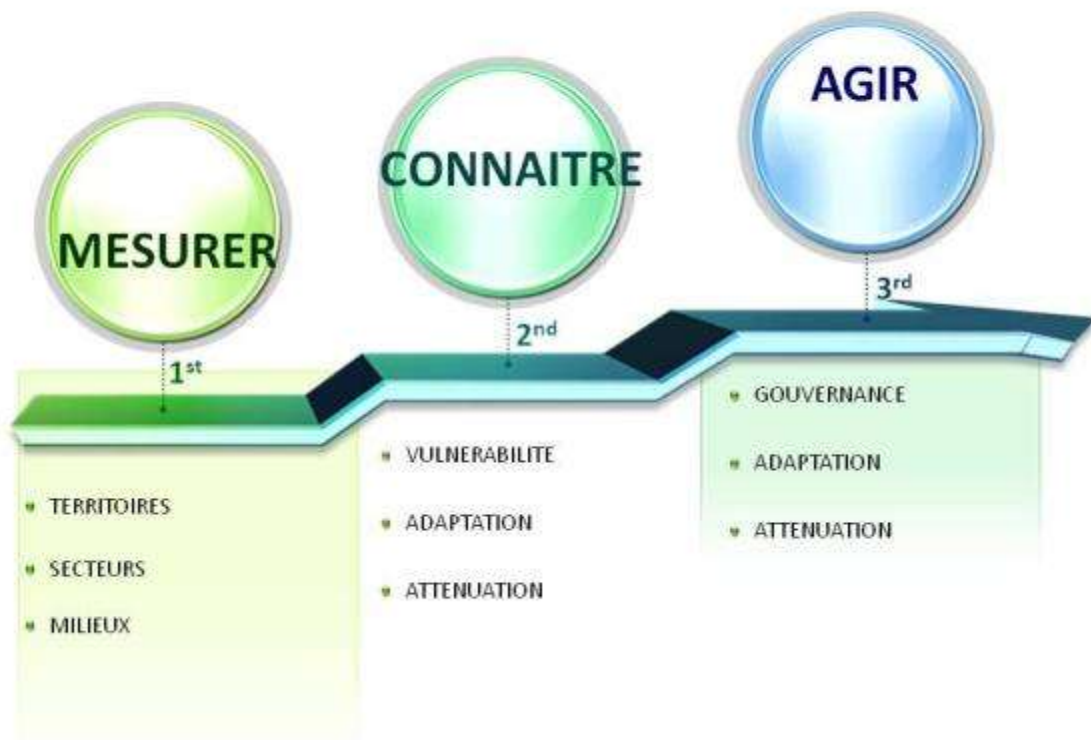 MESURER
1st
TERRITOIRES
SECTEURS
MILIEUX
CONNAITRE
2nd
VULNERABILITE
ADAPTATION
ATTENUATION
AGIR
3rd
GOUVERNANCE
ADAPTATION
ATTENUATION